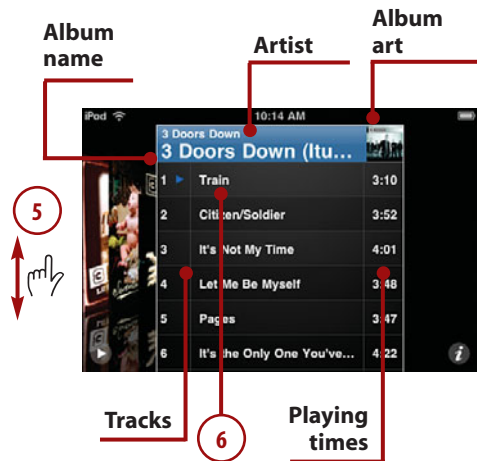 Album name
Artist
Album art
iPod
10:14 AM
3 Doors Down
3 Doors Down (Itu...
1 Train 3:10
2 Citizen/Soldier 3:52
3 It's Not My Time 4:01
4 Let Me Be Myself 3:48
5 Pages 3:47
6 It's the Only One You've... 4:22
5
Tracks
6
Playing times